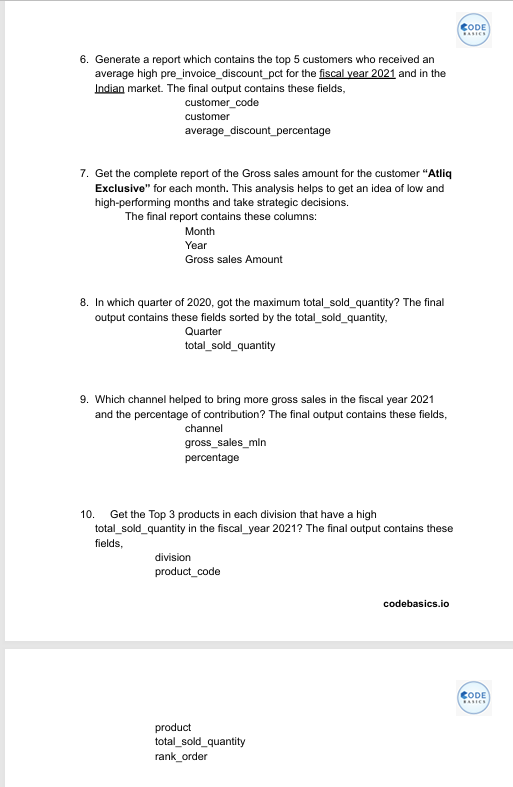 CODE
BASICS
6. Generate a report which contains the top 5 customers who received an
average high pre_invoice_discount_pct for the fiscal year 2021 and in the
Indian market. The final output contains these fields,
customer_code
customer
average_discount_percentage
7. Get the complete report of the Gross sales amount for the customer “Atliq
Exclusive” for each month. This analysis helps to get an idea of low and
high-performing months and take strategic decisions.
The final report contains these columns:
Month
Year
Gross sales Amount
8. In which quarter of 2020, got the maximum total_sold_quantity? The final
output contains these fields sorted by the total_sold_quantity,
Quarter
total_sold_quantity
9. Which channel helped to bring more gross sales in the fiscal year 2021
and the percentage of contribution? The final output contains these fields,
channel
gross_sales_mln
percentage
10. Get the Top 3 products in each division that have a high
total_sold_quantity in the fiscal_year 2021? The final output contains these
fields,
division
product_code
codebasics.io
CODE
BASICS
product
total_sold_quantity
rank_order